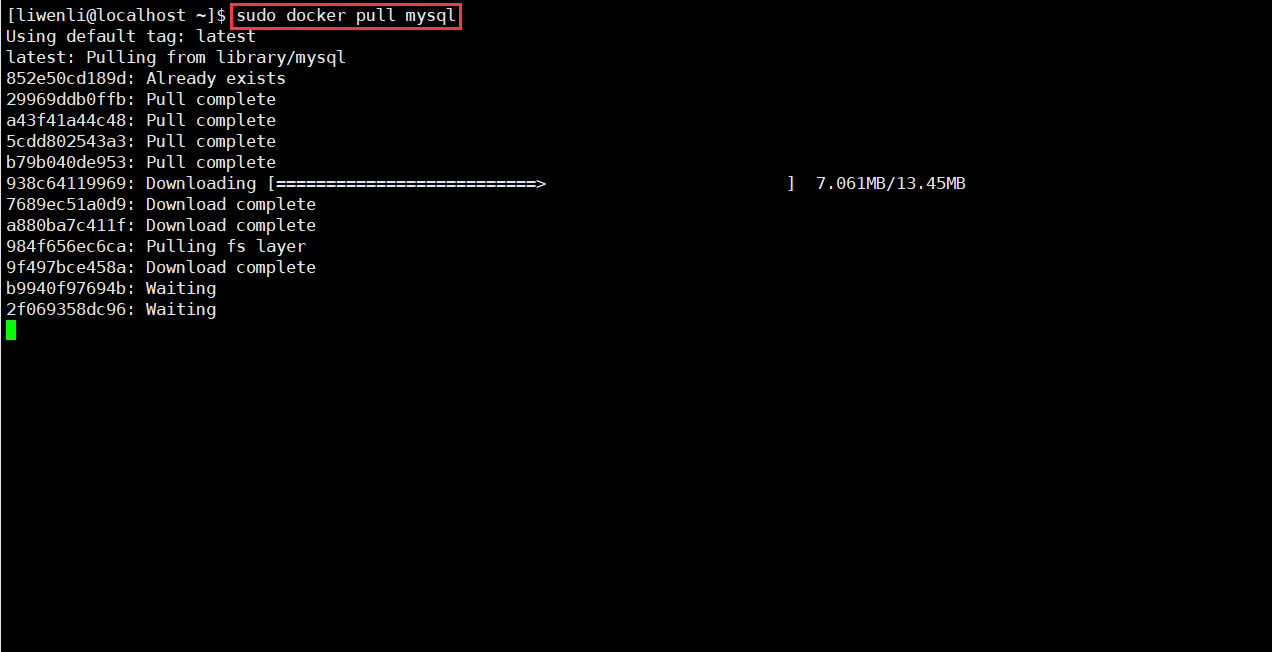 [liwenli@localhost ~]$ sudo docker pull mysql
Using default tag: latest
latest: Pulling from library/mysql
852e50cd189d: Already exists
29969ddb0ffb: Pull complete
a43f41a44c48: Pull complete
5cdd802543a3: Pull complete
b79b040de953: Pull complete
938c64119969: Downloading [==========================>                        ]  7.061MB/13.45MB
7689ec51a0d9: Download complete
a880ba7c411f: Download complete
984f656ec6ca: Pulling fs layer
9f497bce458a: Download complete
b9940f97694b: Waiting
2f069358dc96: Waiting